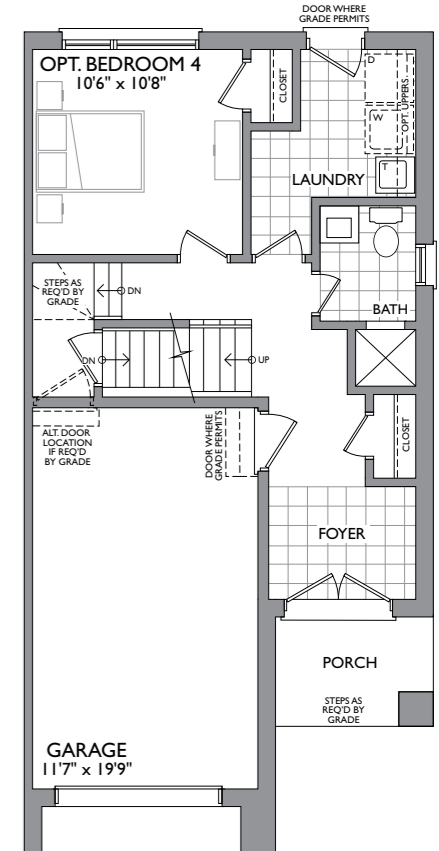 DOOR WHERE
GRADE PERMITS
OPT. BEDROOM 4
10'6" x 10'8"
CLOSET
D
OPT. UPPERS.
W
T
LAUNDRY
BATH
STEPS AS
REQ'D BY
GRADE
DN
DN
UP
ALT. DOOR
LOCATION
IF REQ'D
BY GRADE
DOOR WHERE
GRADE PERMITS
CLOSET
FOYER
PORCH
STEPS AS
REQ'D BY
GRADE
GARAGE
11'7" x 19'9"